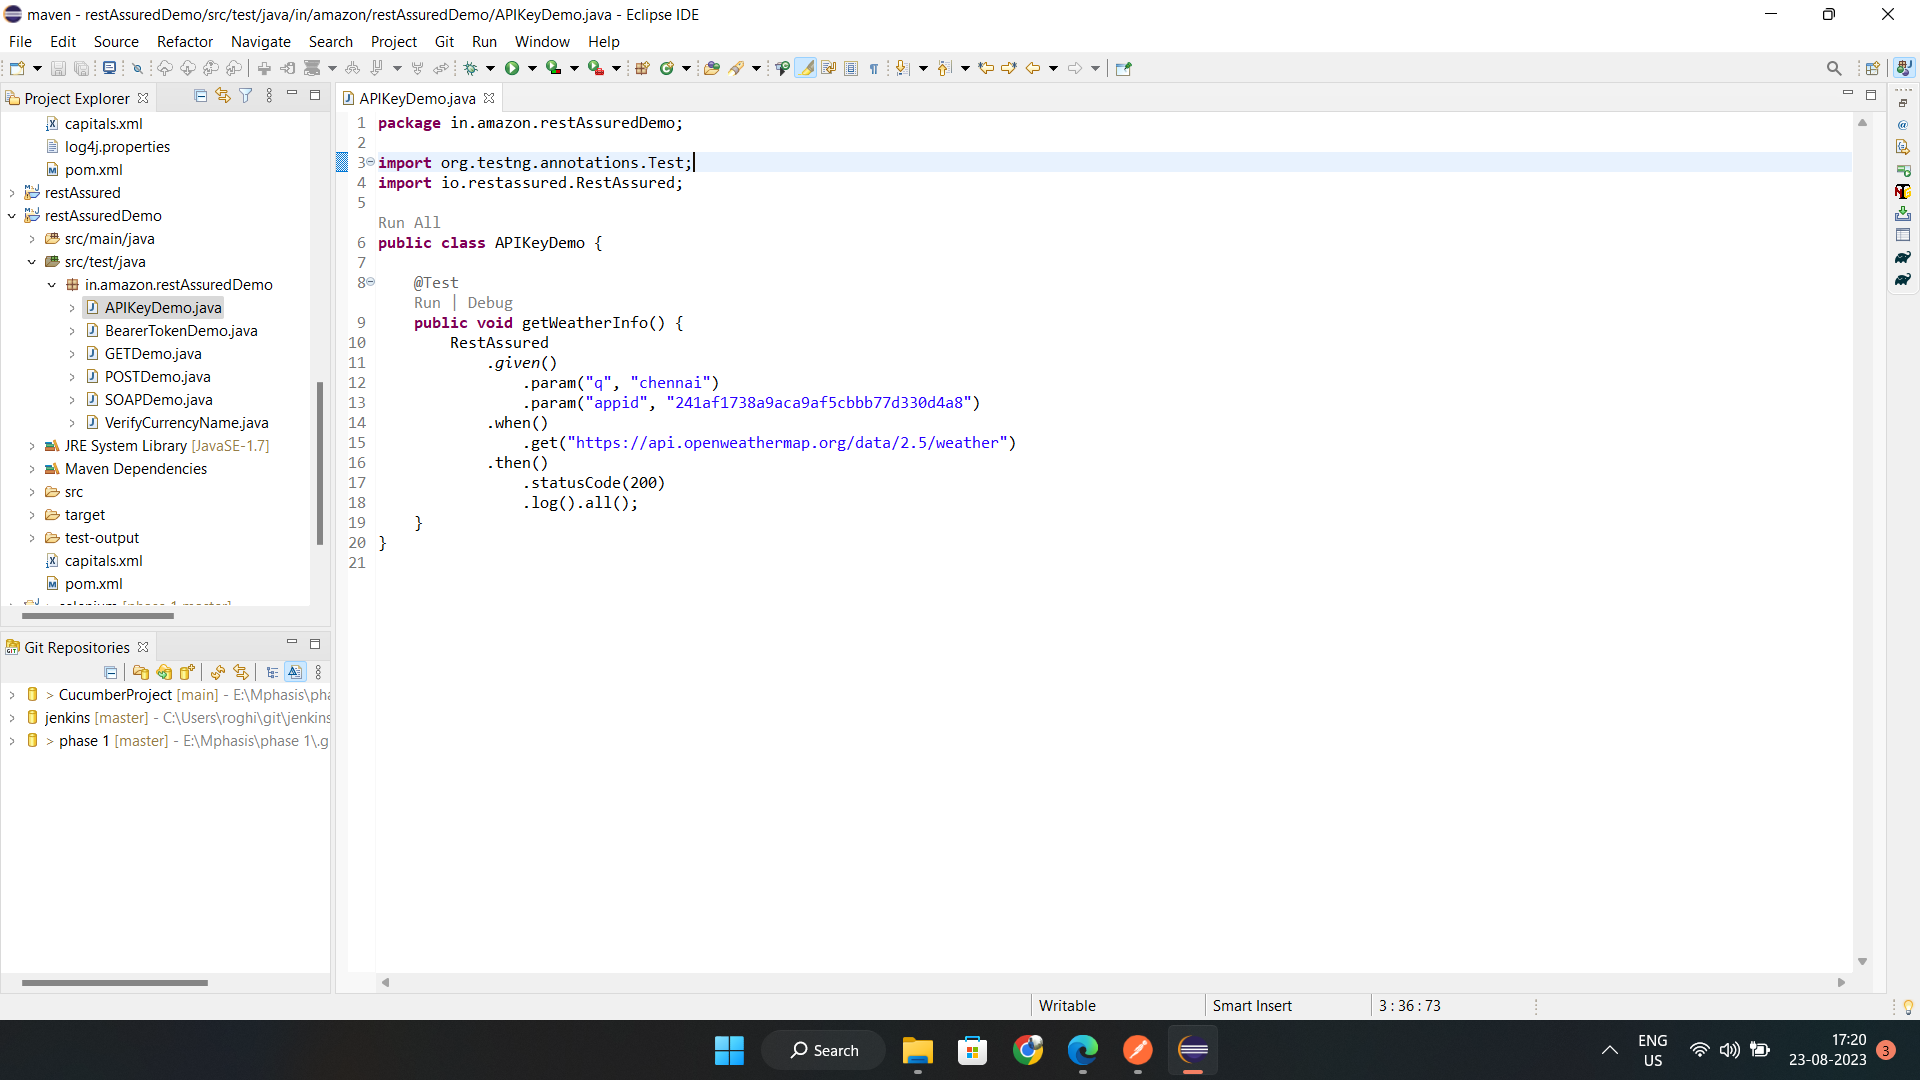 maven - restAssuredDemo/src/test/java/in/amazon/restAssuredDemo/APIKeyDemo.java - Eclipse IDE
File Edit Source Refactor Navigate Search Project Git Run Window Help
Project Explorer
capitals.xml
log4j.properties
pom.xml
restAssured
restAssuredDemo
src/main/java
src/test/java
in.amazon.restAssuredDemo
APIKeyDemo.java
BearerTokenDemo.java
GETDemo.java
POSTDemo.java
SOAPDemo.java
VerifyCurrencyName.java
JRE System Library [JavaSE-1.7]
Maven Dependencies
src
target
test-output
capitals.xml
pom.xml
Git Repositories
> CucumberProject [main] - E:\Mphasis\pha
jenkins [master] - C:\Users\roghi\git\jenkins
> phase 1 [master] - E:\Mphasis\phase 1\.g
APIKeyDemo.java
1 package in.amazon.restAssuredDemo;
2
3 import org.testng.annotations.Test;
4 import io.restassured.RestAssured;
5
Run All
6 public class APIKeyDemo {
7
8 @Test
Run | Debug
9 public void getWeatherInfo() {
10 RestAssured
11 .given()
12 .param("q", "chennai")
13 .param("appid", "241af1738a9aca9af5cbbb77d330d4a8")
14 .when()
15 .get("https://api.openweathermap.org/data/2.5/weather")
16 .then()
17 .statusCode(200)
18 .log().all();
19 }
20 }
21
Writable
Smart Insert
3 : 36 : 73
Search
ENG
US
17:20
23-08-2023
3